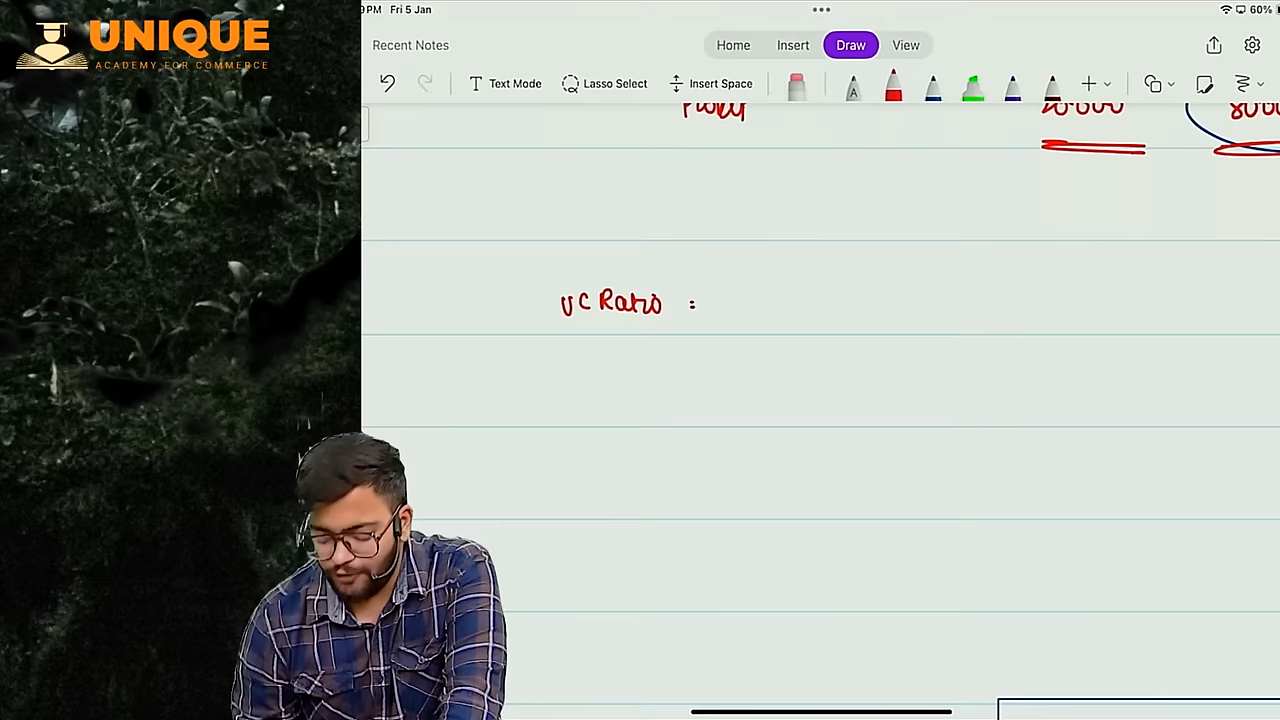 UNIQUE
ACADEMY FOR COMMERCE
PM Fri 5 Jan
60%
Recent Notes
Home Insert Draw View
Text Mode Lasso Select Insert Space
A
VC Ratio :